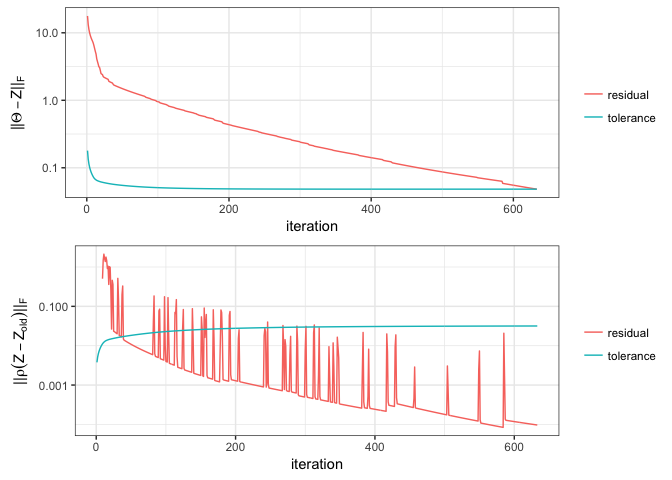 10.0
1.0
0.1
||Θ − Z||F
0 200 400 600
iteration
residual
tolerance
0.100
0.001
||ρ(Z − Zold)||F
0 200 400 600
iteration
residual
tolerance